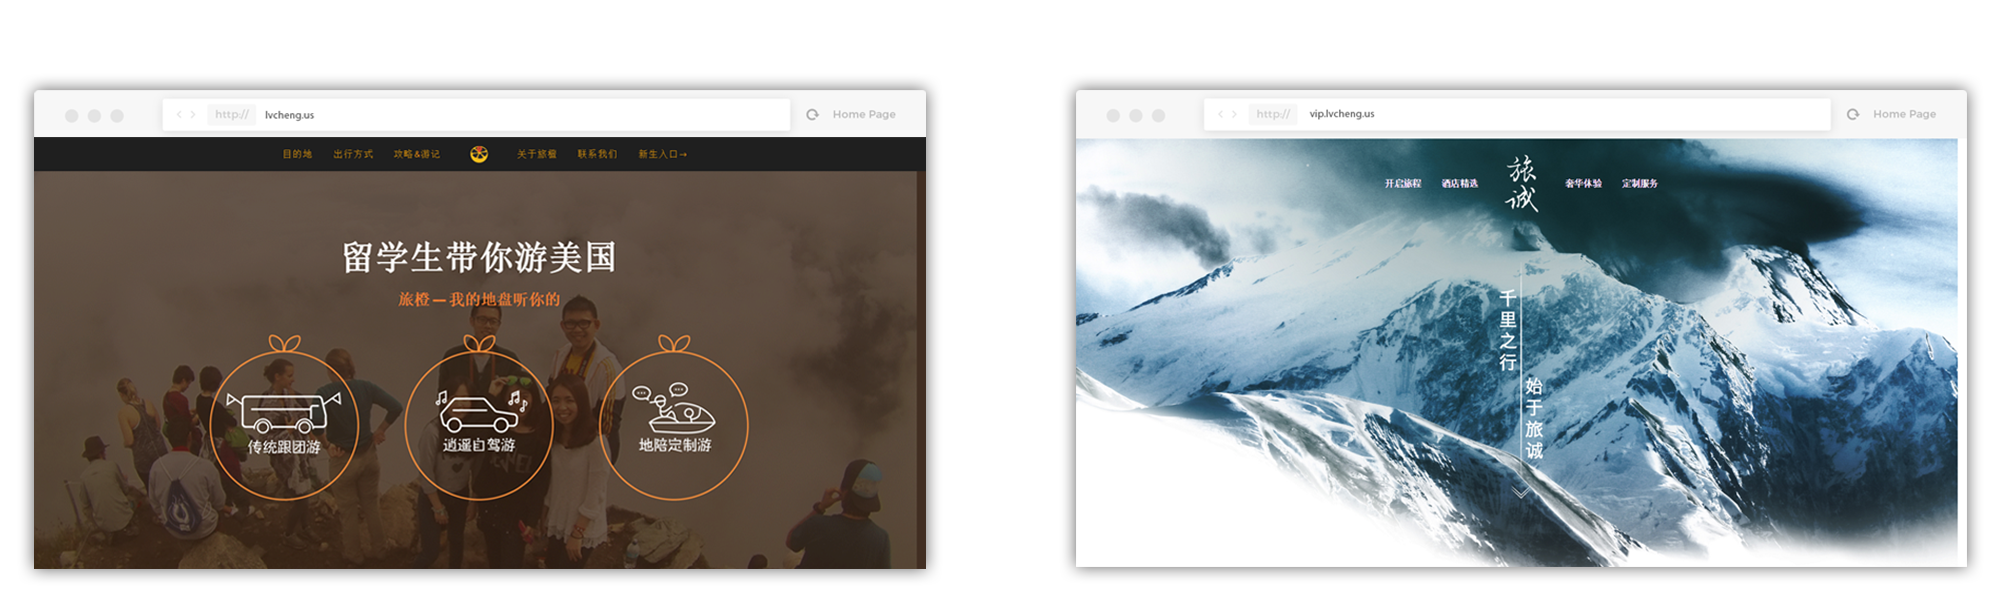 http:// lvcheng.us Home Page
目的地 出行方式 攻略&游记 关于旅橙 联系我们 新生入口→
留学生带你游美国
旅橙—我的地盘听你的
传统跟团游 逍遥自驾游 地陪定制游
http:// vip.lvcheng.us Home Page
开启旅程 酒店精选 旅诚 奢华体验 定制服务
千里之行
始于旅诚